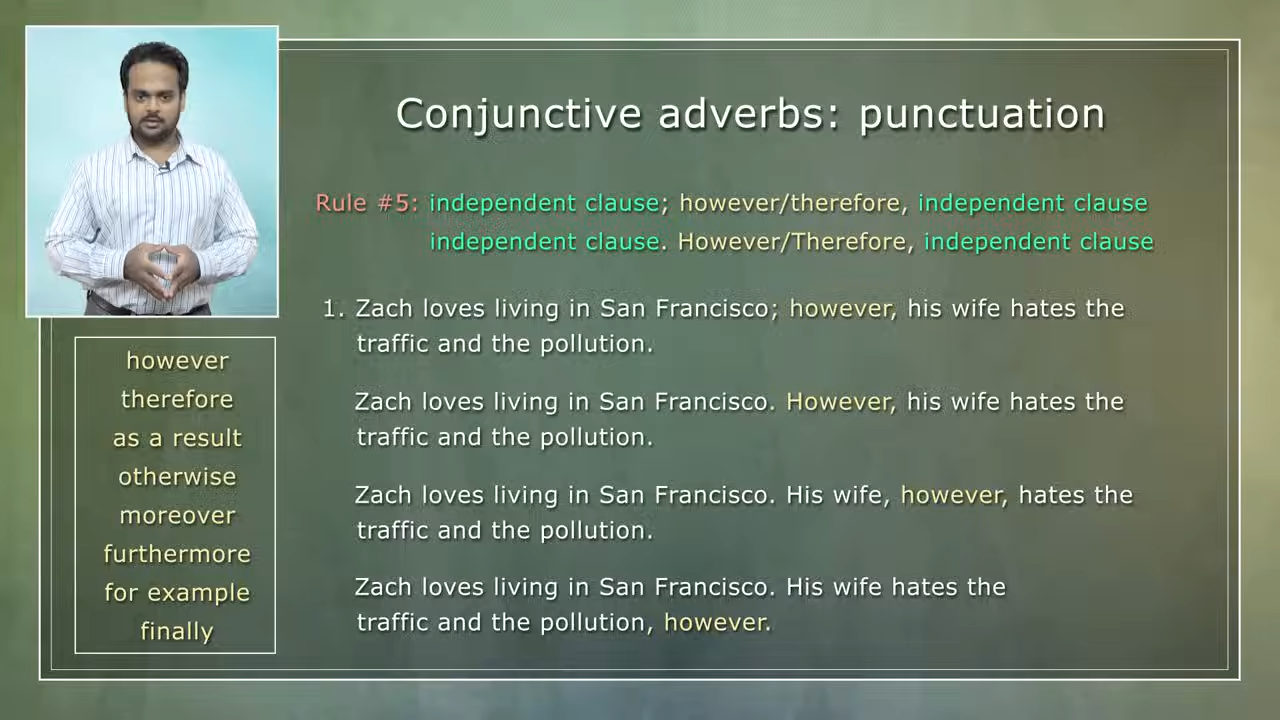 Conjunctive adverbs: punctuation
Rule #5: independent clause; however/therefore, independent clause
independent clause. However/Therefore, independent clause
1. Zach loves living in San Francisco; however, his wife hates the
traffic and the pollution.
Zach loves living in San Francisco. However, his wife hates the
traffic and the pollution.
Zach loves living in San Francisco. His wife, however, hates the
traffic and the pollution.
Zach loves living in San Francisco. His wife hates the
traffic and the pollution, however.
however
therefore
as a result
otherwise
moreover
furthermore
for example
finally